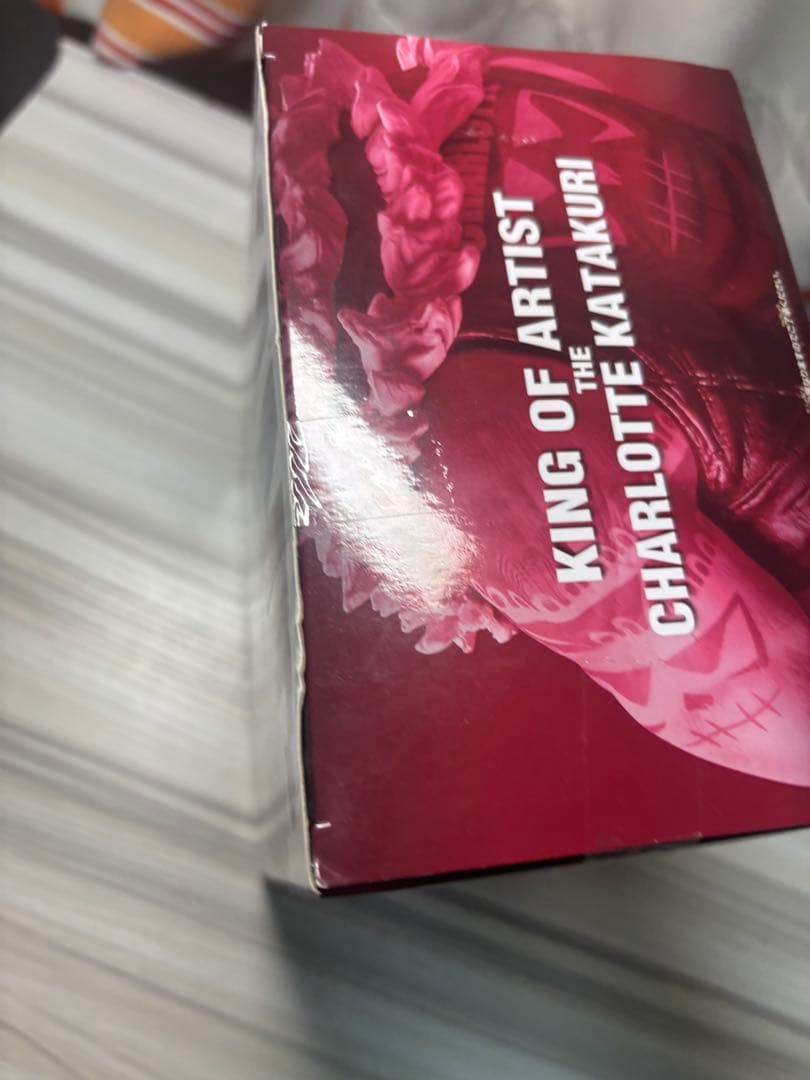 KING OF ARTIST
THE
CHARLOTTE KATAKURI